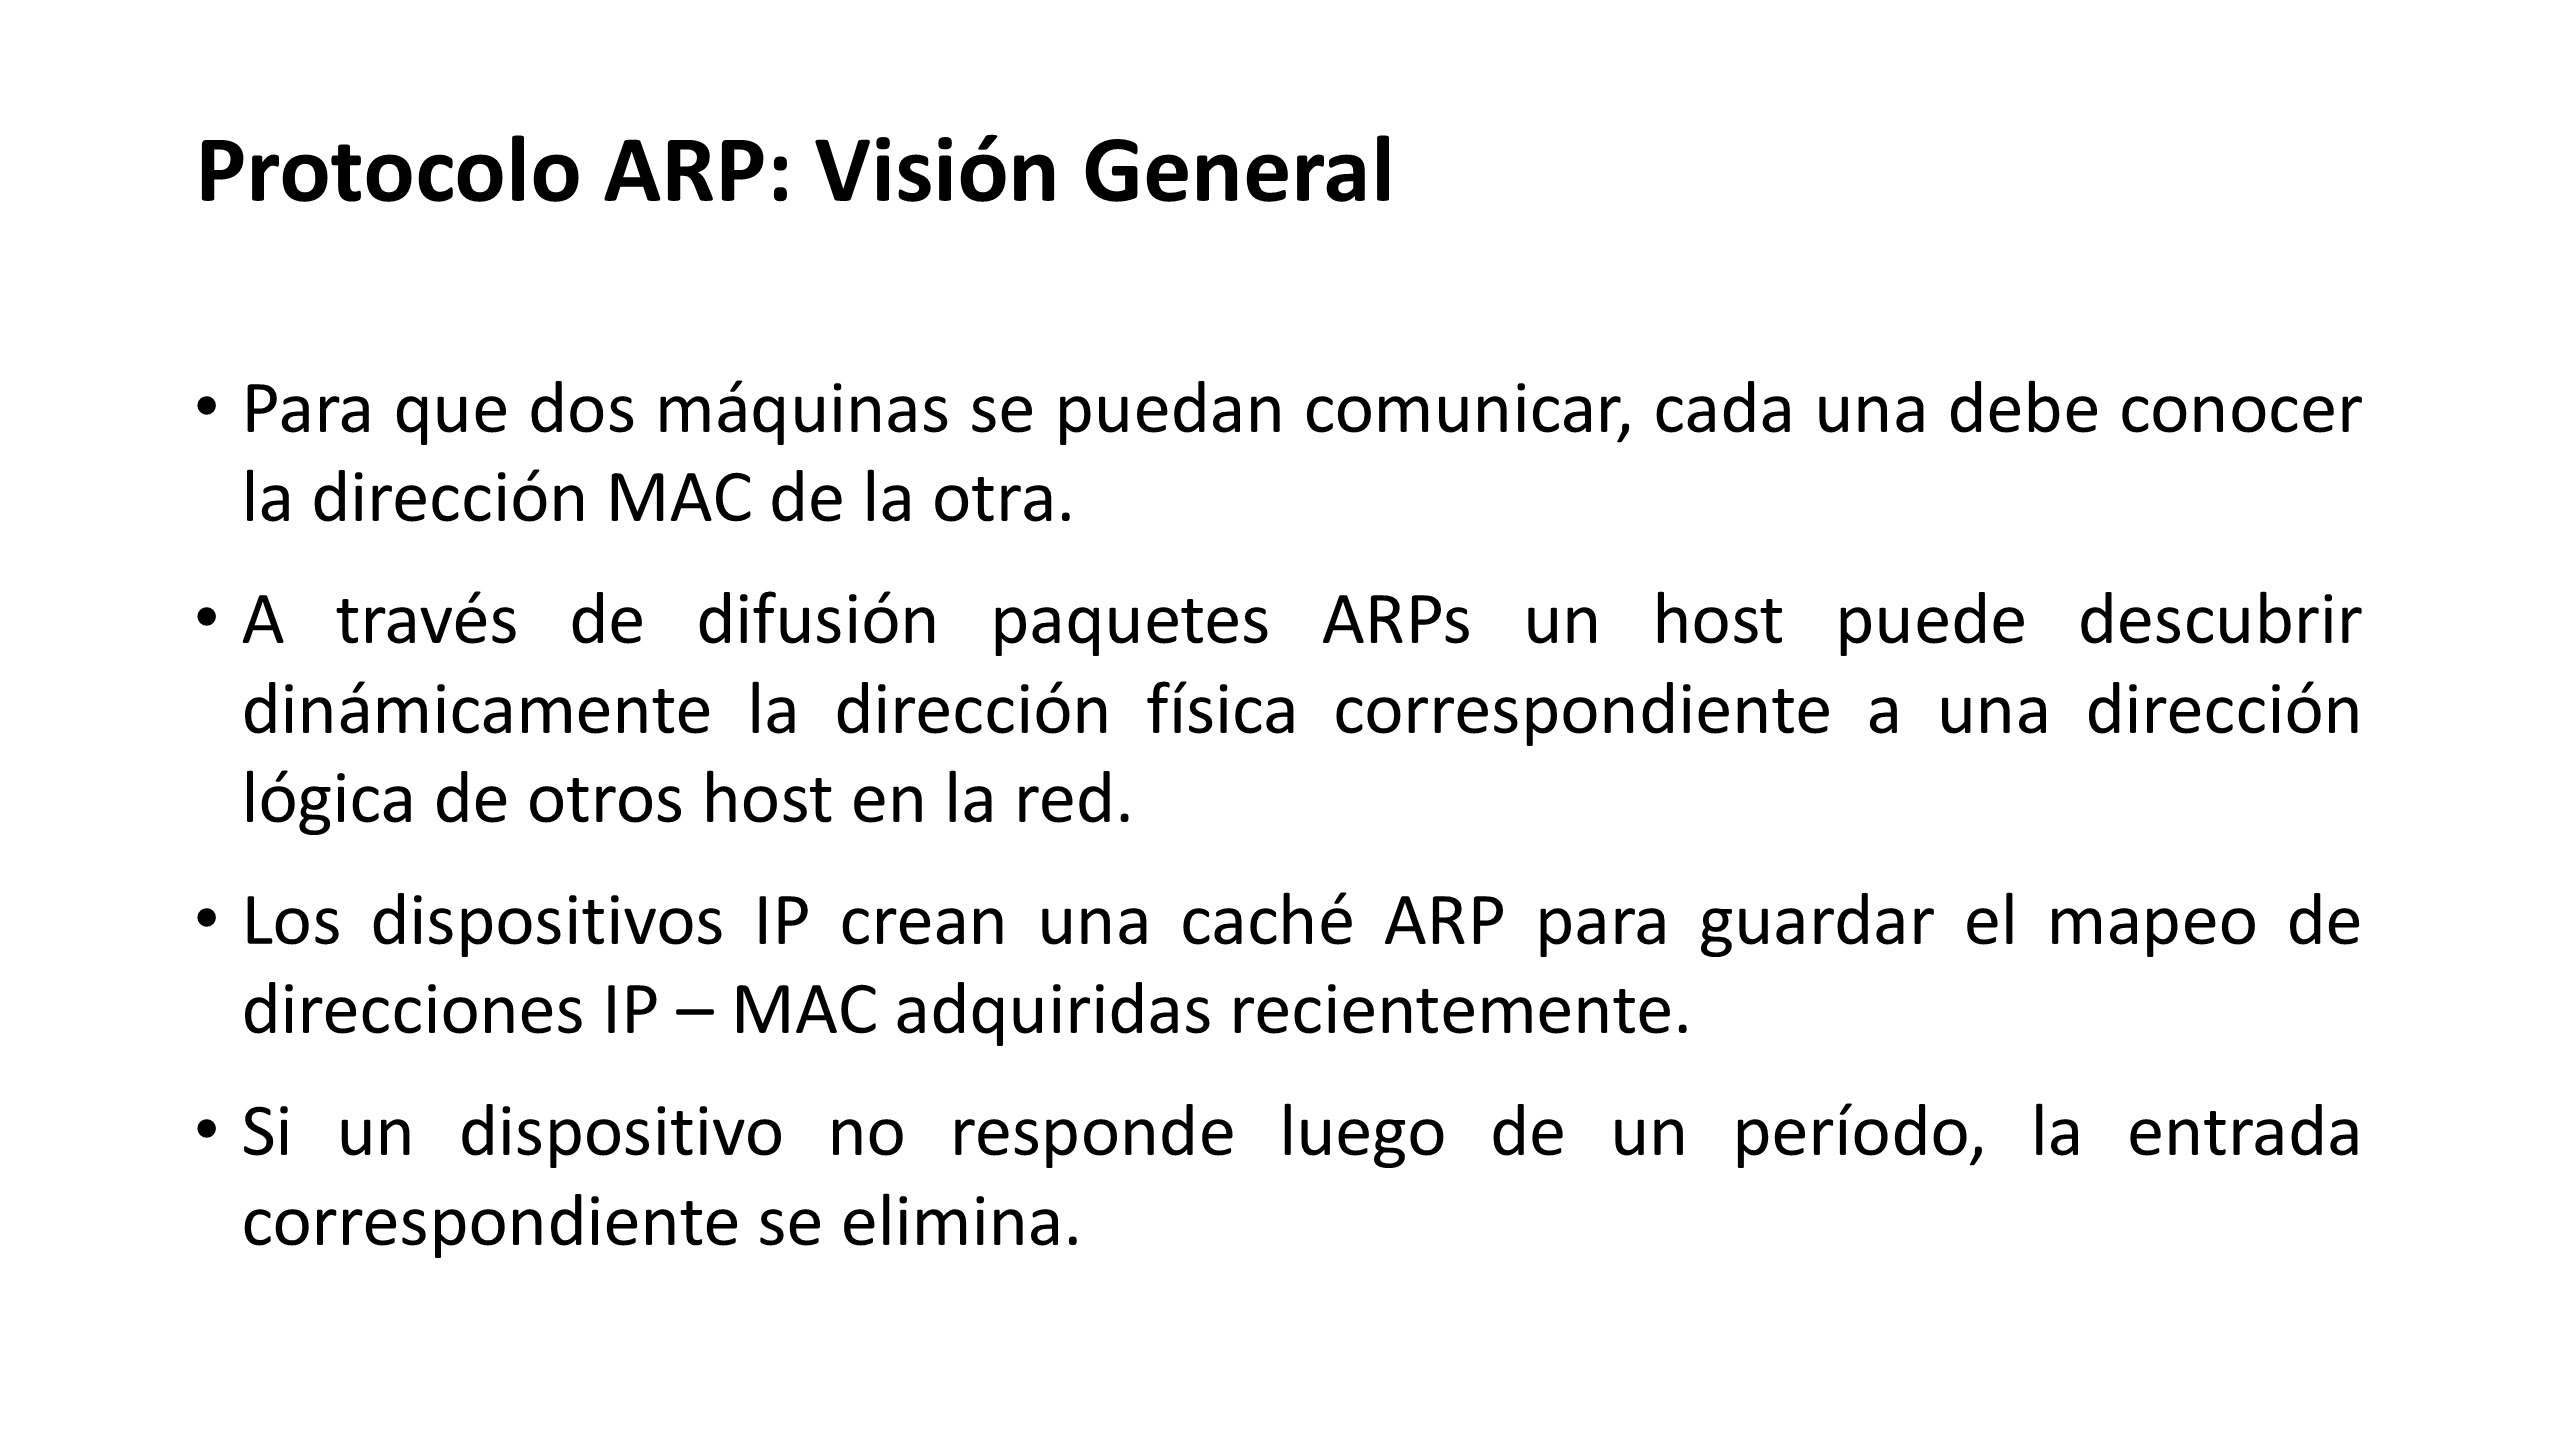 Protocolo ARP: Visión General
• Para que dos máquinas se puedan comunicar, cada una debe conocer
la dirección MAC de la otra.
• A través de difusión paquetes ARPs un host puede descubrir
dinámicamente la dirección física correspondiente a una dirección
lógica de otros host en la red.
• Los dispositivos IP crean una caché ARP para guardar el mapeo de
direcciones IP – MAC adquiridas recientemente.
• Si un dispositivo no responde luego de un período, la entrada
correspondiente se elimina.